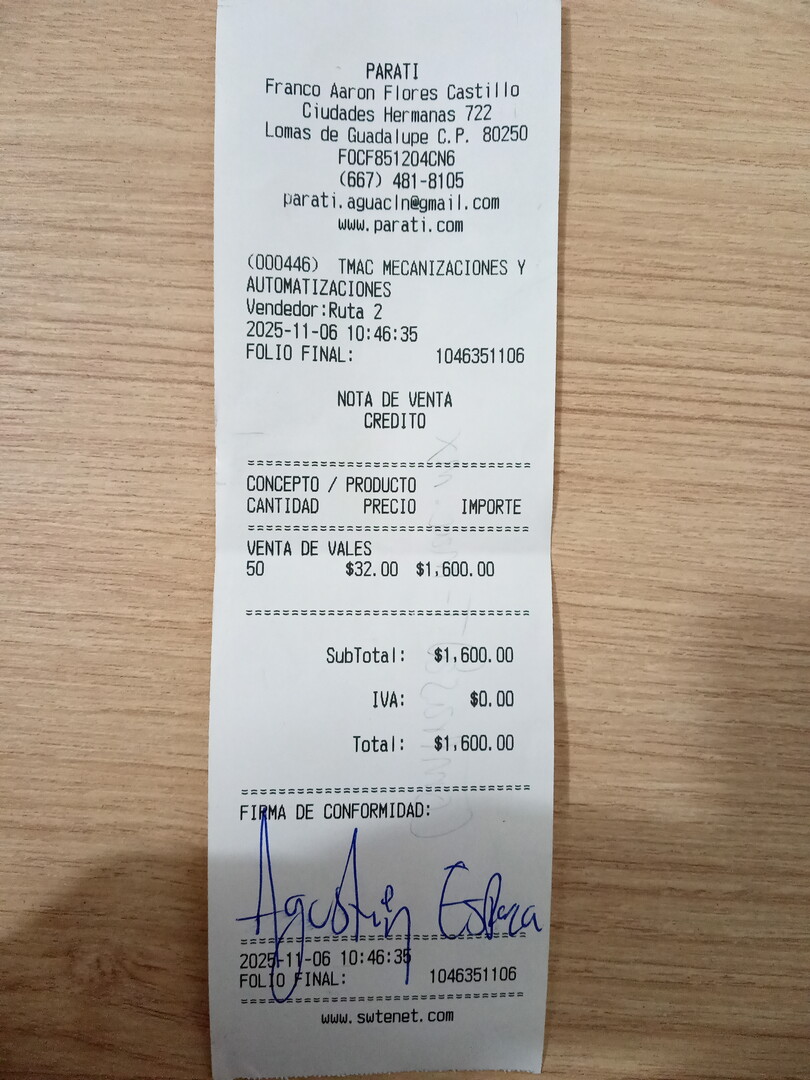 PARATI
Franco Aaron Flores Castillo
Ciudades Hermanas 722
Lomas de Guadalupe C.P. 80250
FOCF851204CN6
(667) 481-8105
parati.aguacln@gmail.com
www.parati.com
(000446) TMAC MECANIZACIONES Y
AUTOMATIZACIONES
Vendedor:Ruta 2
2025-11-06 10:46:35
FOLIO FINAL: 1046351106
NOTA DE VENTA
CREDITO
CONCEPTO / PRODUCTO
CANTIDAD PRECIO IMPORTE
VENTA DE VALES
50 $32.00 $1,600.00
SubTotal: $1,600.00
IVA: $0.00
Total: $1,600.00
FIRMA DE CONFORMIDAD:
Agustin
2025-11-06 10:46:35
FOLIO FINAL: 1046351106
www.swtenet.com